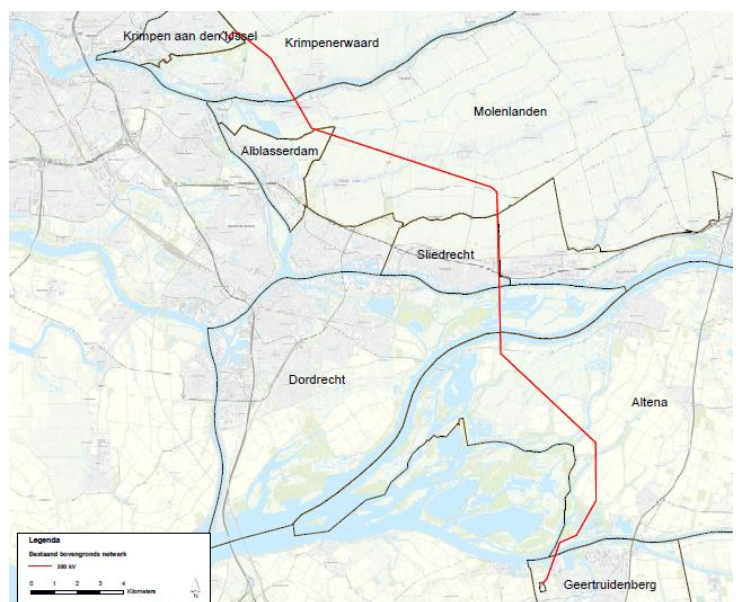 Krimpen aan den IJssel
Krimpenerwaard
Molenlanden
Alblasserdam
Sliedrecht
Dordrecht
Altena
Geertruidenberg
Legenda
Bestaand bovengronds netwerk
380 kV
0 1 2 3 4
Kilometers
N